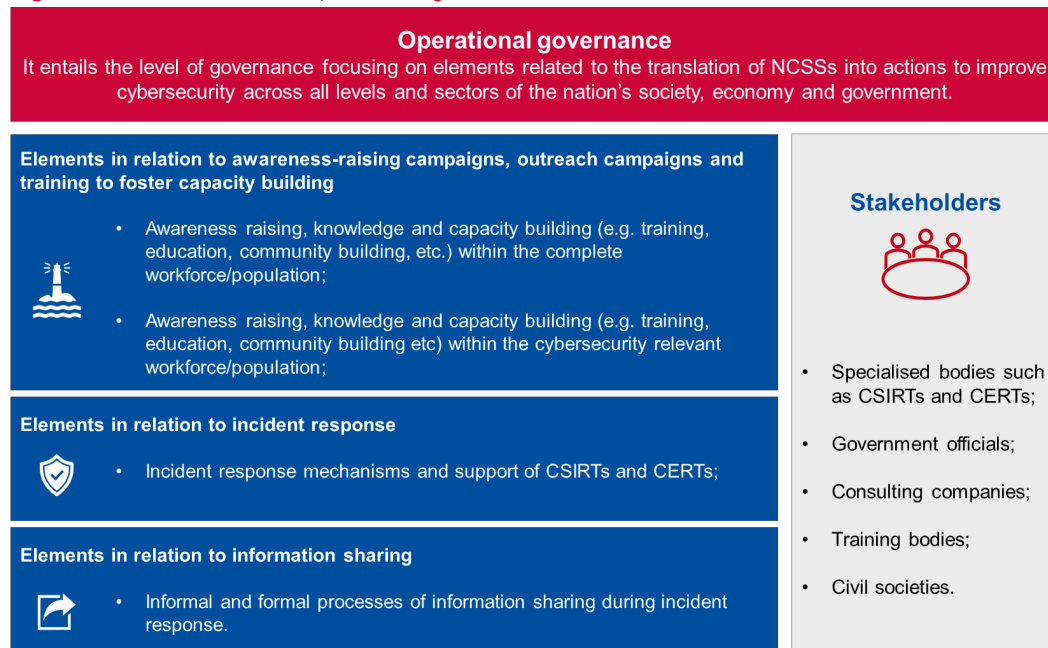 Operational governance
It entails the level of governance focusing on elements related to the translation of NCSSs into actions to improve
cybersecurity across all levels and sectors of the nation's society, economy and government.
Elements in relation to awareness-raising campaigns, outreach campaigns and
training to foster capacity building
• Awareness raising, knowledge and capacity building (e.g. training,
education, community building, etc.) within the complete
workforce/population;
• Awareness raising, knowledge and capacity building (e.g. training,
education, community building etc) within the cybersecurity relevant
workforce/population;
Elements in relation to incident response
• Incident response mechanisms and support of CSIRTs and CERTs;
Elements in relation to information sharing
• Informal and formal processes of information sharing during incident
response.
Stakeholders
• Specialised bodies such
as CSIRTs and CERTs;
• Government officials;
• Consulting companies;
• Training bodies;
• Civil societies.